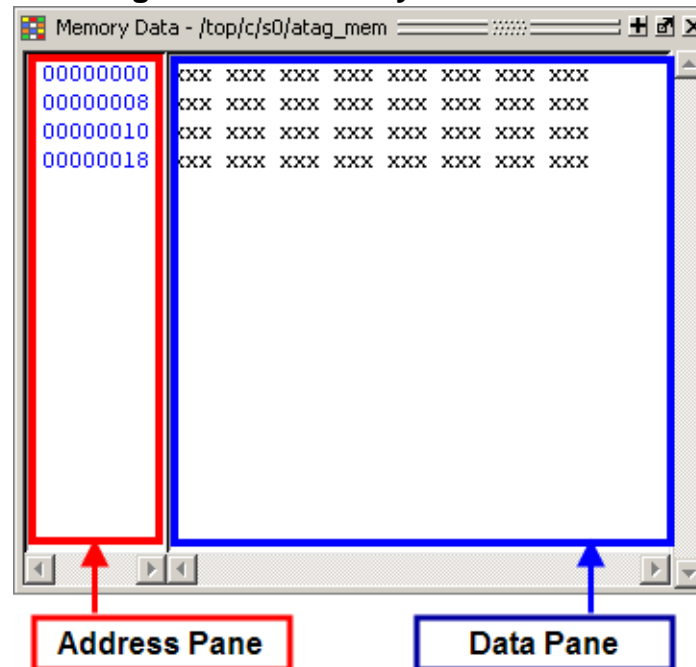 Memory Data - /top/c/s0/atag_mem
00000000 xxx xxx xxx xxx xxx xxx xxx xxx
00000008 xxx xxx xxx xxx xxx xxx xxx xxx
00000010 xxx xxx xxx xxx xxx xxx xxx xxx
00000018 xxx xxx xxx xxx xxx xxx xxx xxx
Address Pane Data Pane